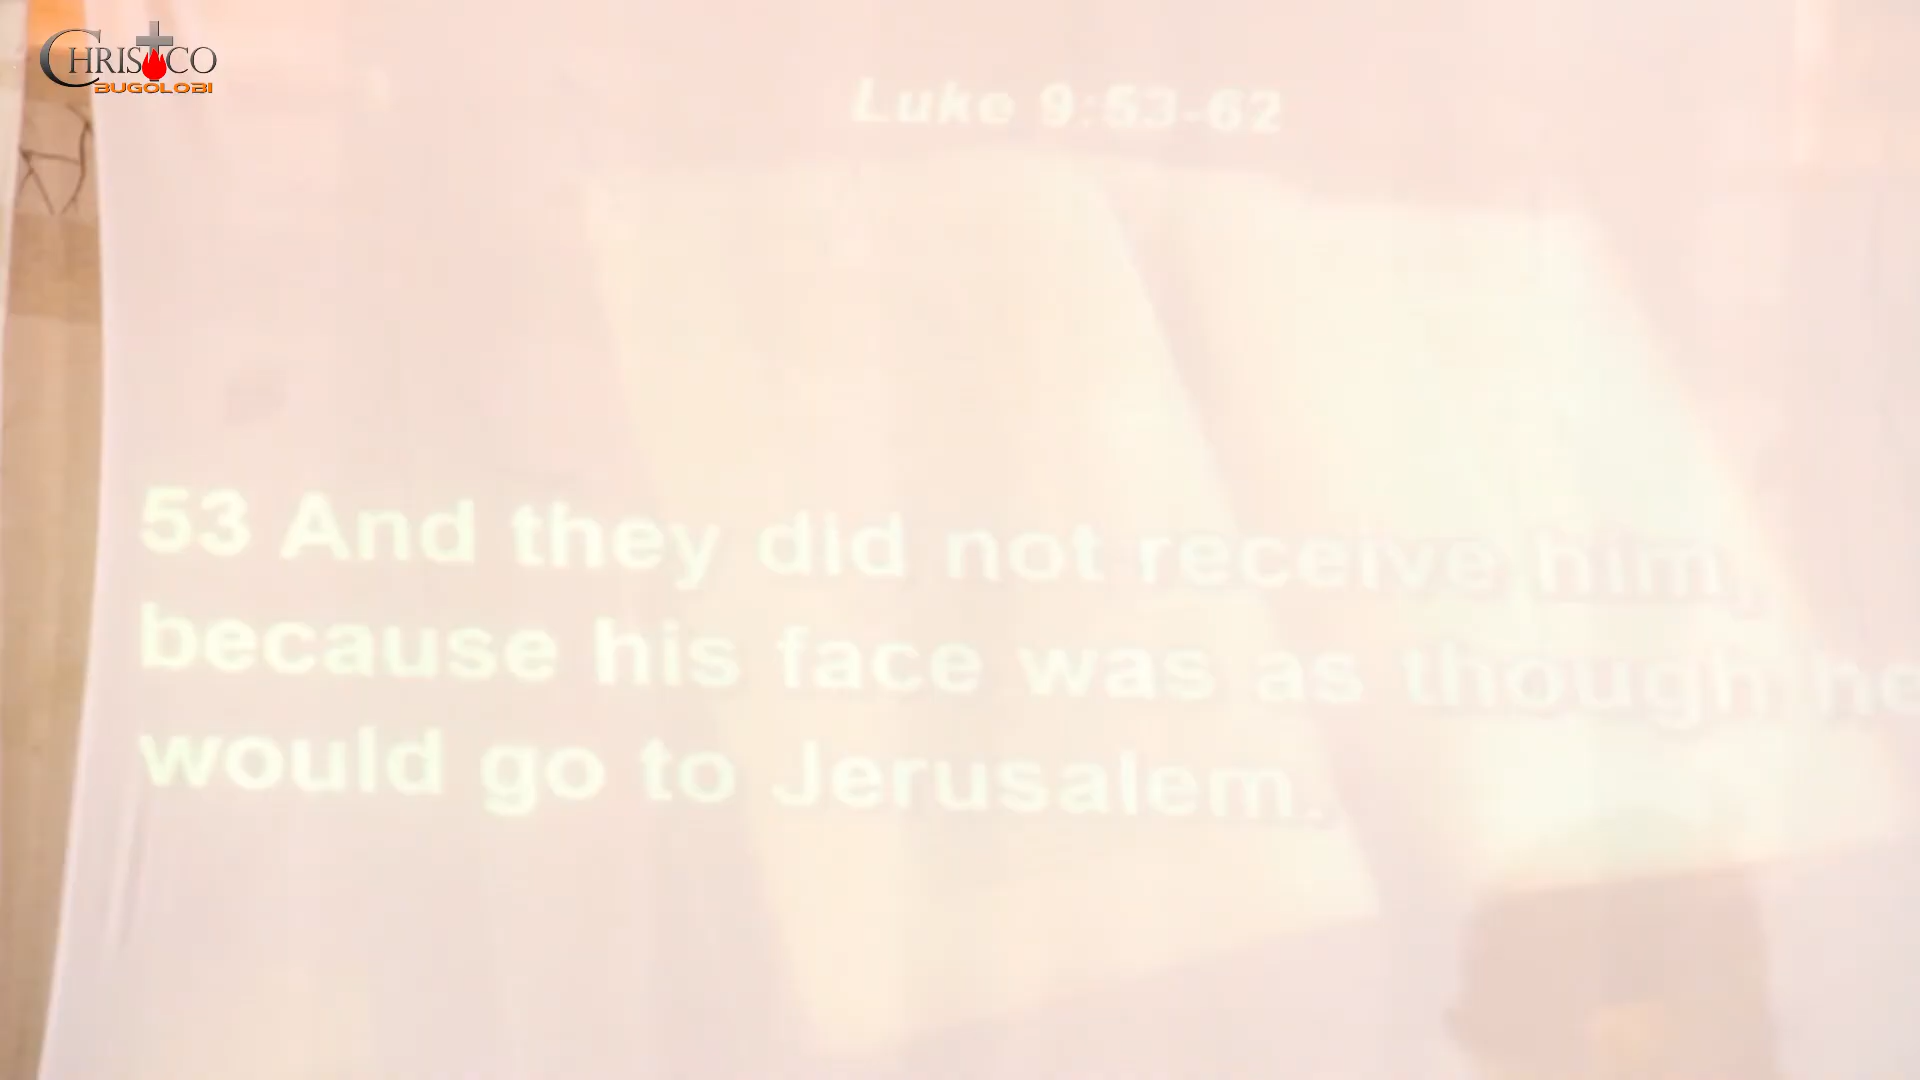 CHRISCO
BUGOLOBI
Luke 9:53-62
53 And they did not receive him,
because his face was as though he
would go to Jerusalem.